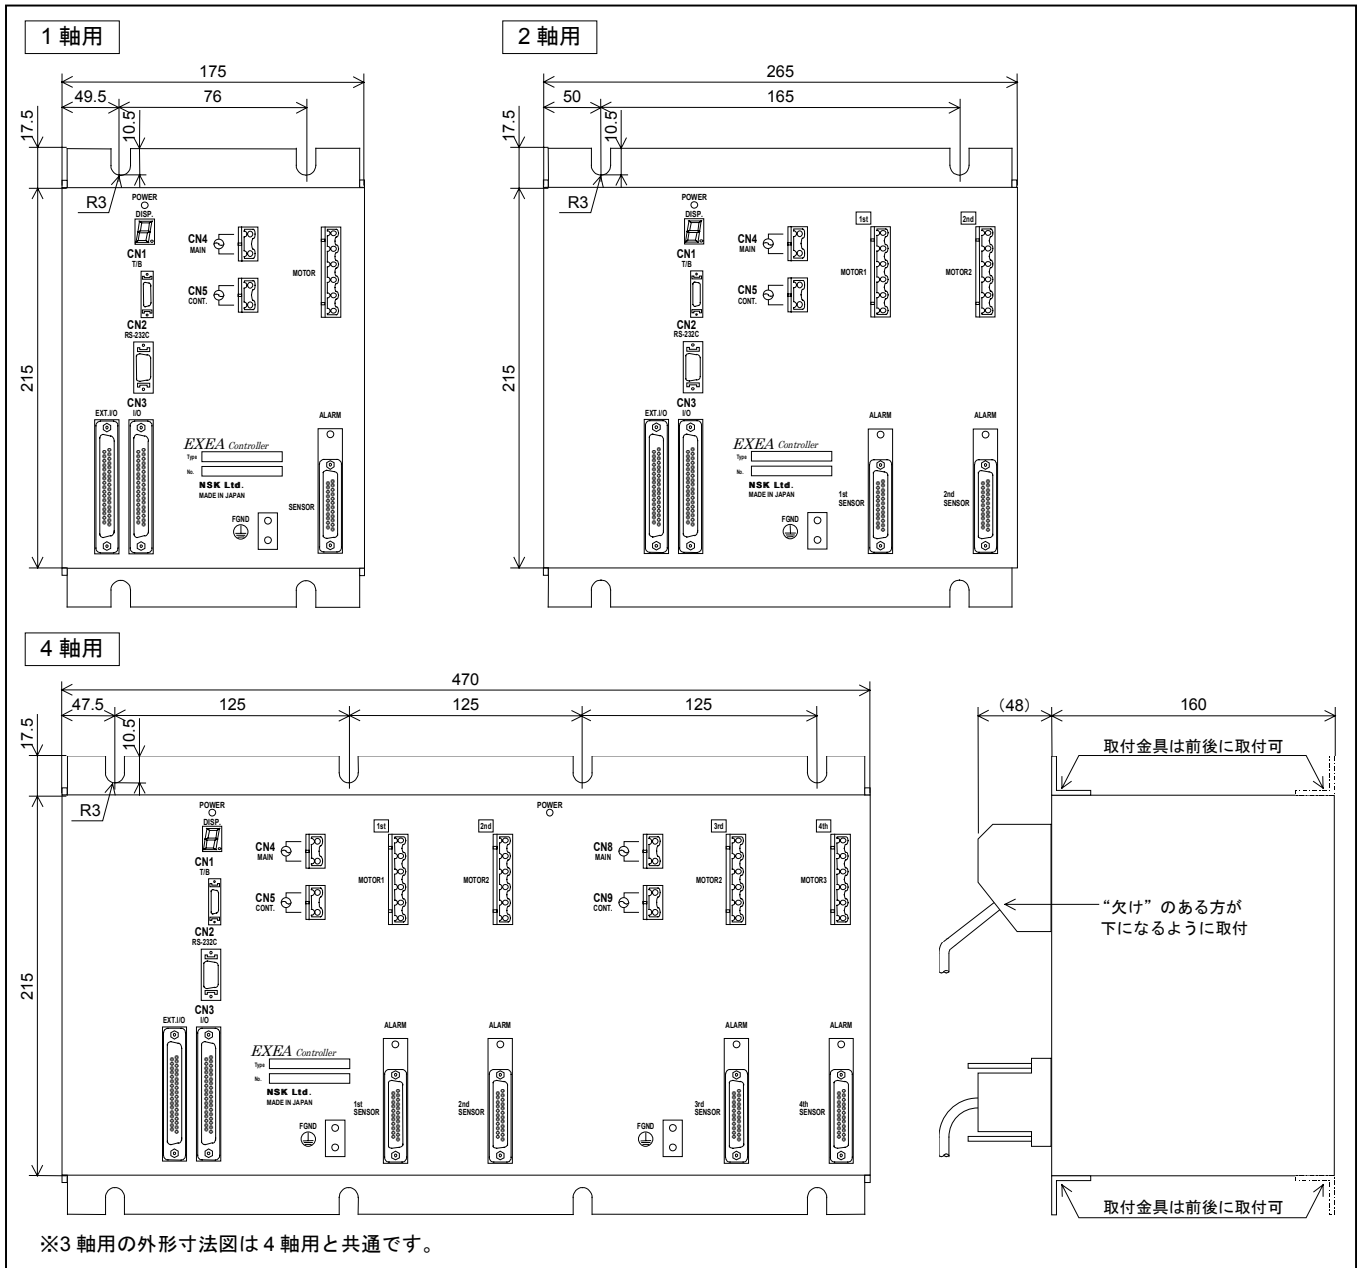 1 軸用
175
49.5
76
17.5
10.5
R3
215
POWER
DISP.
CN1
T/B
CN2
RS-232C
CN3
EXT.I/O
I/O
CN4
MAIN
CN5
CONT.
MOTOR
ALARM
EXEA Controller
Type
No.
NSK Ltd.
MADE IN JAPAN
SENSOR
FGND
2 軸用
265
50
165
17.5
10.5
R3
215
POWER
DISP.
CN1
T/B
CN2
RS-232C
CN3
EXT.I/O
I/O
CN4
MAIN
CN5
CONT.
1st
MOTOR1
2nd
MOTOR2
ALARM
ALARM
EXEA Controller
Type
No.
NSK Ltd.
MADE IN JAPAN
1st
SENSOR
2nd
SENSOR
FGND
4 軸用
470
47.5
125
125
125
17.5
10.5
R3
215
POWER
DISP.
CN1
T/B
CN2
RS-232C
CN3
EXT.I/O
I/O
CN4
MAIN
CN5
CONT.
1st
MOTOR1
2nd
MOTOR2
POWER
CN8
MAIN
CN9
CONT.
3rd
MOTOR2
4th
MOTOR3
ALARM
ALARM
ALARM
ALARM
EXEA Controller
Type
No.
NSK Ltd.
MADE IN JAPAN
FGND
1st
SENSOR
2nd
SENSOR
FGND
3rd
SENSOR
4th
SENSOR
(48)
160
取付金具は前後に取付可
“欠け” のある方が
下になるように取付
取付金具は前後に取付可
※3 軸用の外形寸法図は 4 軸用と共通です。